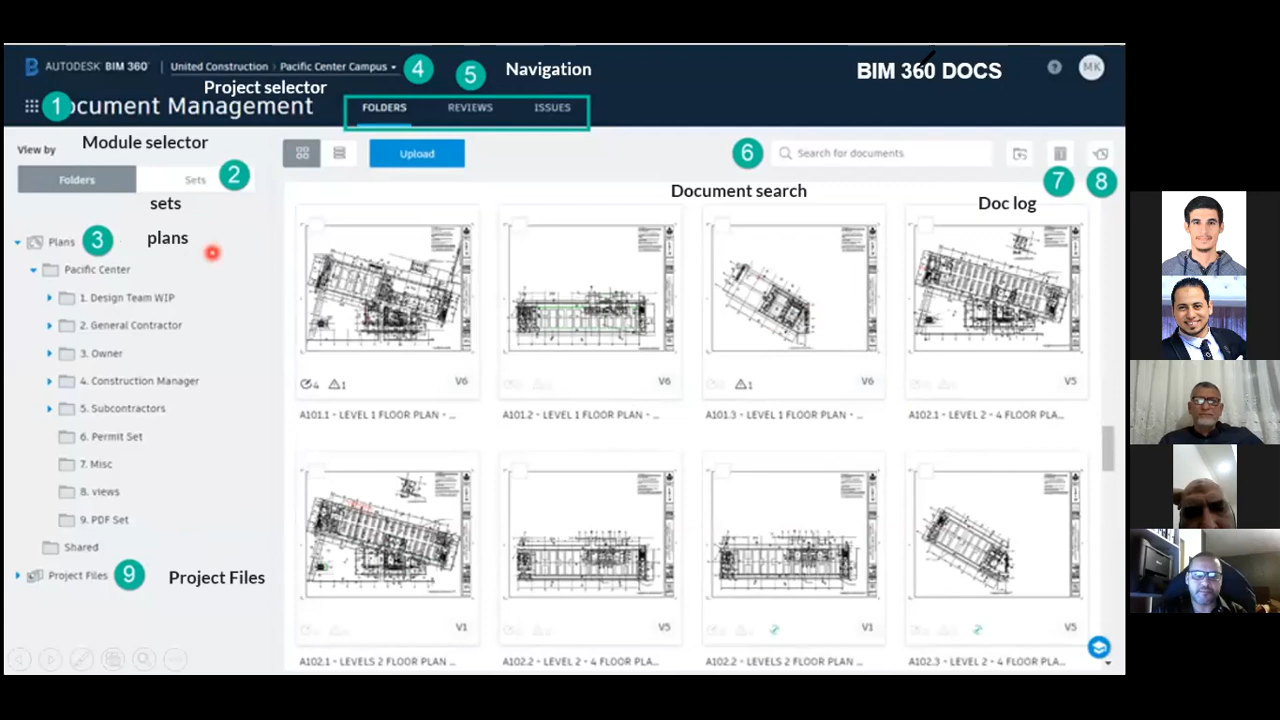 AUTODESK® BIM 360°
United Construction > Pacific Center Campus
4
5
Navigation
BIM 360 DOCS
?
MK
Project selector
1
ocument Management
FOLDERS
REVIEWS
ISSUES
View by
Module selector
Upload
6
Search for documents
Folders
Sets
2
7
8
Document search
sets
Doc log
Plans
3
plans
Pacific Center
1. Design Team WIP
2. General Contractor
3. Owner
4. Construction Manager
5. Subcontractors
6. Permit Set
7. Misc
8. views
9. PDF Set
Shared
Project Files
9
Project Files
4
1
V6
V6
1
V6
V5
A101.1 - LEVEL 1 FLOOR PLAN - ...
A101.2 - LEVEL 1 FLOOR PLAN - ...
A101.3 - LEVEL 1 FLOOR PLAN - ...
A102.1 - LEVEL 2 - 4 FLOOR PLA...
V1
V5
V1
V5
A102.1 - LEVELS 2 FLOOR PLAN ...
A102.2 - LEVEL 2 - 4 FLOOR PLA...
A102.2 - LEVELS 2 FLOOR PLAN ...
A102.3 - LEVEL 2 - 4 FLOOR PLA...